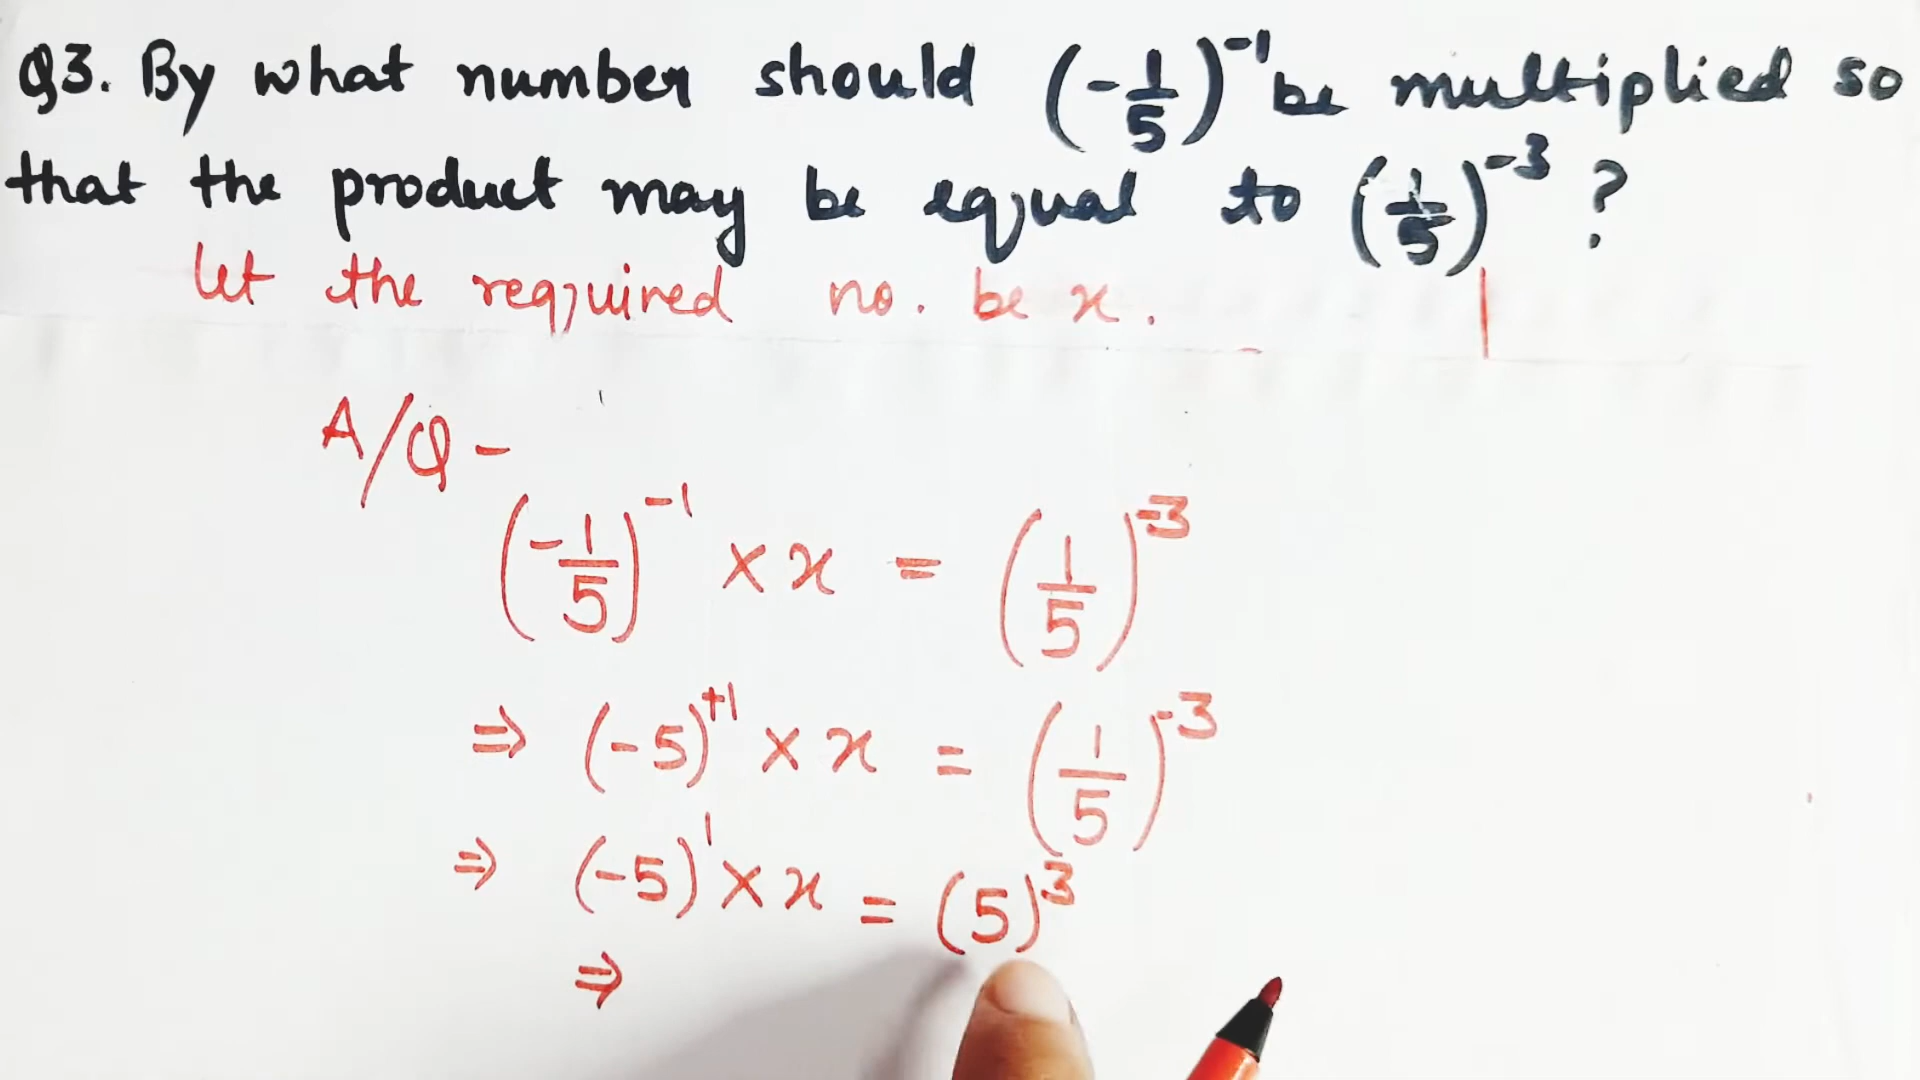 Q3. By what number should (-1/5)^-1 be multiplied so
that the product may be equal to (1/5)^-3 ?
let the required no. be x.
A/Q -
(-1/5)^-1 × x = (1/5)^-3
⇒ (-5)^+1 × x = (1/5)^-3
⇒ (-5)^1 × x = (5)^3
⇒